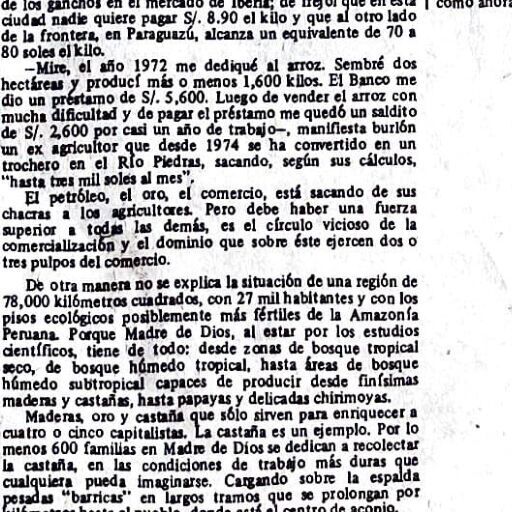 de los ganchos en el mercado de Iberia; de frejol que en esta
como ahora
ciudad nadie quiere pagar S/. 8.90 el kilo y que al otro lado
de la frontera, en Paraguazú, alcanza un equivalente de 70 a
80 soles el kilo.
—Mire, el año 1972 me dediqué al arroz. Sembré dos
hectáreas y producí más o menos 1,600 kilos. El Banco me
dio un préstamo de S/. 5,600. Luego de vender el arroz con
mucha dificultad y de pagar el préstamo me quedó un saldito
de S/. 2,600 por casi un año de trabajo—, manifiesta burlón
un ex agricultor que desde 1974 se ha convertido en un
trochero en el Río Piedras, sacando, según sus cálculos,
"hasta tres mil soles al mes".
El petróleo, el oro, el comercio, está sacando de sus
chacras a los agricultores. Pero debe haber una fuerza
superior a todas las demás, es el círculo vicioso de la
comercialización y el dominio que sobre éste ejercen dos o
tres pulpos del comercio.
De otra manera no se explica la situación de una región de
78,000 kilómetros cuadrados, con 27 mil habitantes y con los
pisos ecológicos posiblemente más fértiles de la Amazonía
Peruana. Porque Madre de Dios, al estar por los estudios
científicos, tiene de todo: desde zonas de bosque tropical
seco, de bosque húmedo tropical, hasta áreas de bosque
húmedo subtropical capaces de producir desde finísimas
maderas y castañas, hasta papayas y delicadas chirimoyas.
Maderas, oro y castaña que sólo sirven para enriquecer a
cuatro o cinco capitalistas. La castaña es un ejemplo. Por lo
menos 600 familias en Madre de Dios se dedican a recolectar
la castaña, en las condiciones de trabajo más duras que
cualquiera pueda imaginarse. Cargando sobre la espalda
pesadas "barricas" en largos tramos que se prolongan por
kilómetros hasta el pueblo, donde está el centro de acopio.